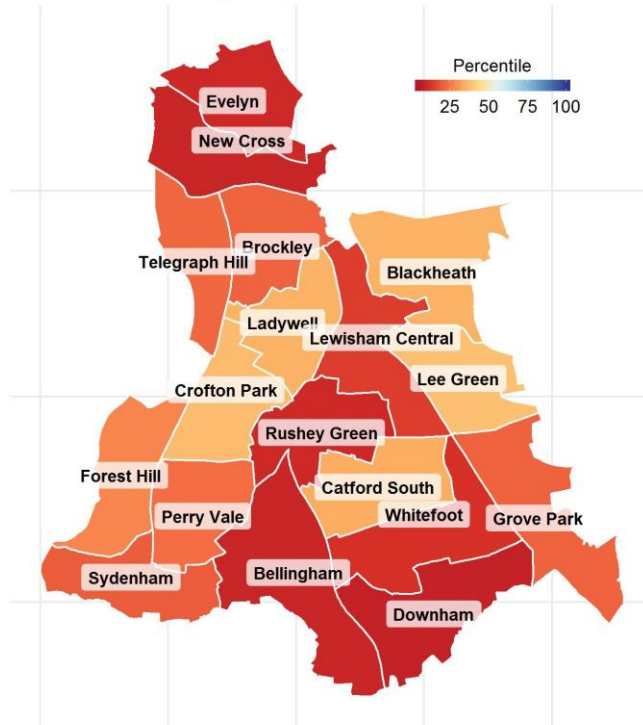 Percentile
25 50 75 100
Evelyn
New Cross
Brockley
Telegraph Hill
Blackheath
Ladywell
Lewisham Central
Lee Green
Crofton Park
Rushey Green
Forest Hill
Catford South
Perry Vale
Whitefoot
Grove Park
Sydenham
Bellingham
Downham